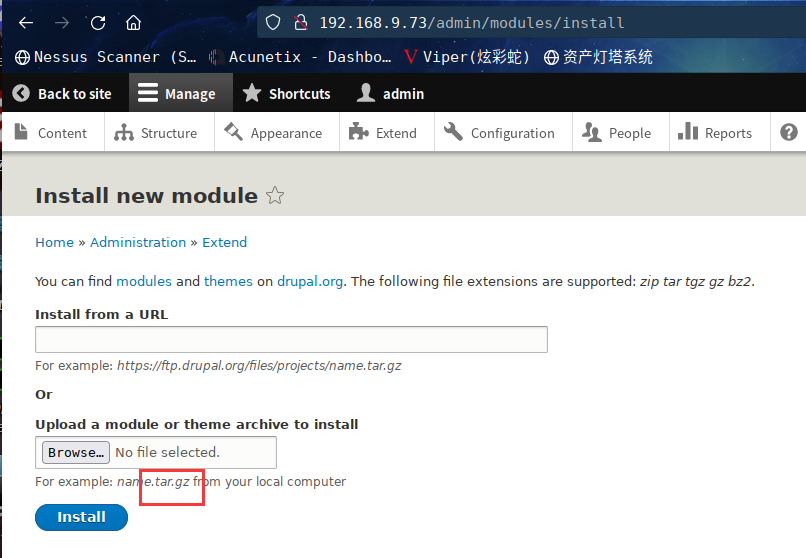 192.168.9.73/admin/modules/install
Nessus Scanner (S… Acunetix - Dashbo… Viper(炫彩蛇) 资产灯塔系统
Back to site Manage Shortcuts admin
Content Structure Appearance Extend Configuration People Reports ?
Install new module
Home » Administration » Extend
You can find modules and themes on drupal.org. The following file extensions are supported: zip tar tgz gz bz2.
Install from a URL
For example: https://ftp.drupal.org/files/projects/name.tar.gz
Or
Upload a module or theme archive to install
Browse… No file selected.
For example: name.tar.gz from your local computer
Install